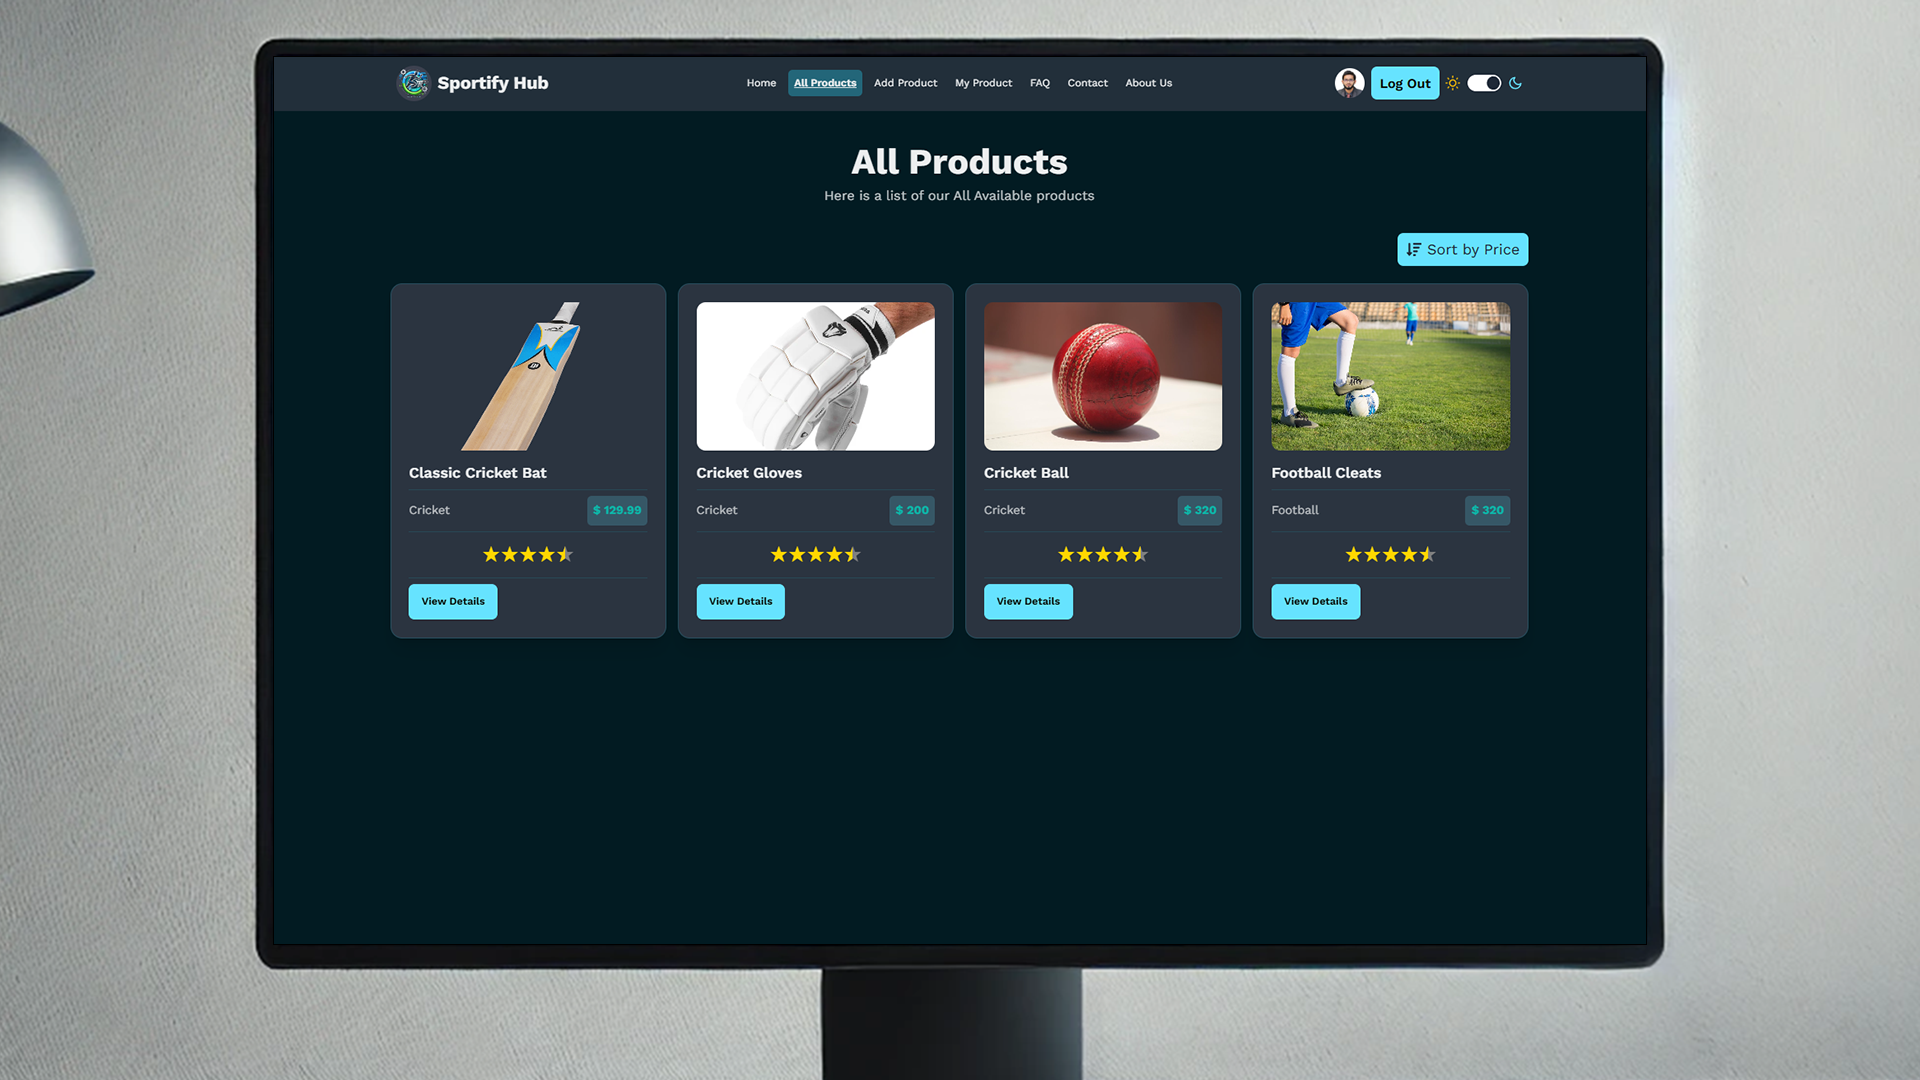 Sportify Hub
Home All Products Add Product My Product FAQ Contact About Us
Log Out
All Products
Here is a list of our All Available products
Sort by Price
Classic Cricket Bat
Cricket $ 129.99
View Details
Cricket Gloves
Cricket $ 200
View Details
Cricket Ball
Cricket $ 320
View Details
Football Cleats
Football $ 320
View Details